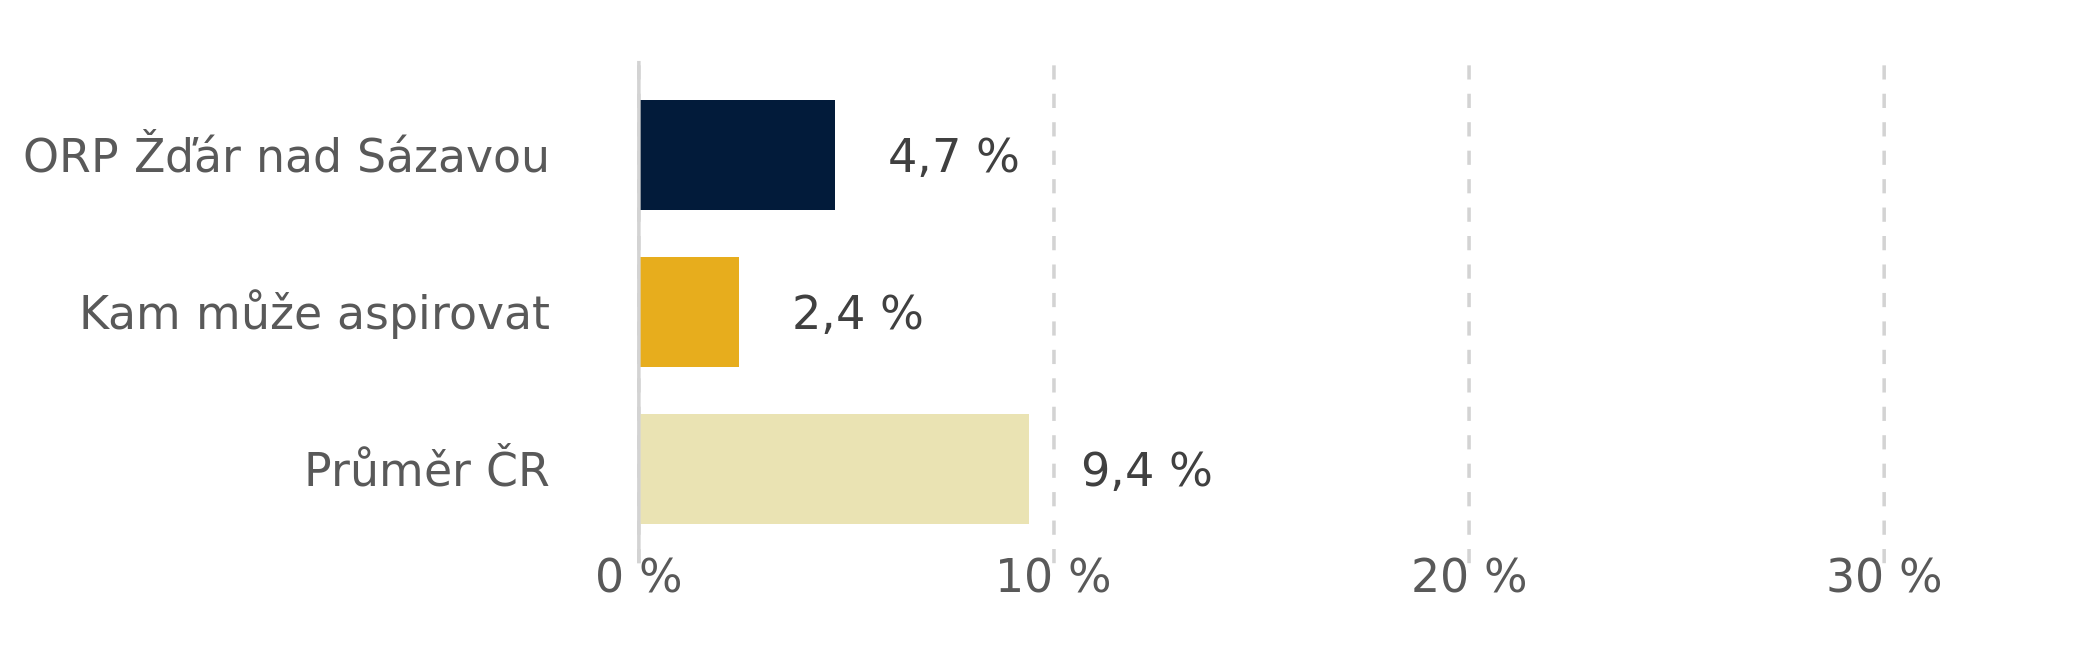 ORP Žďár nad Sázavou 4,7 %
Kam může aspirovat 2,4 %
Průměr ČR 9,4 %
0 % 10 % 20 % 30 %